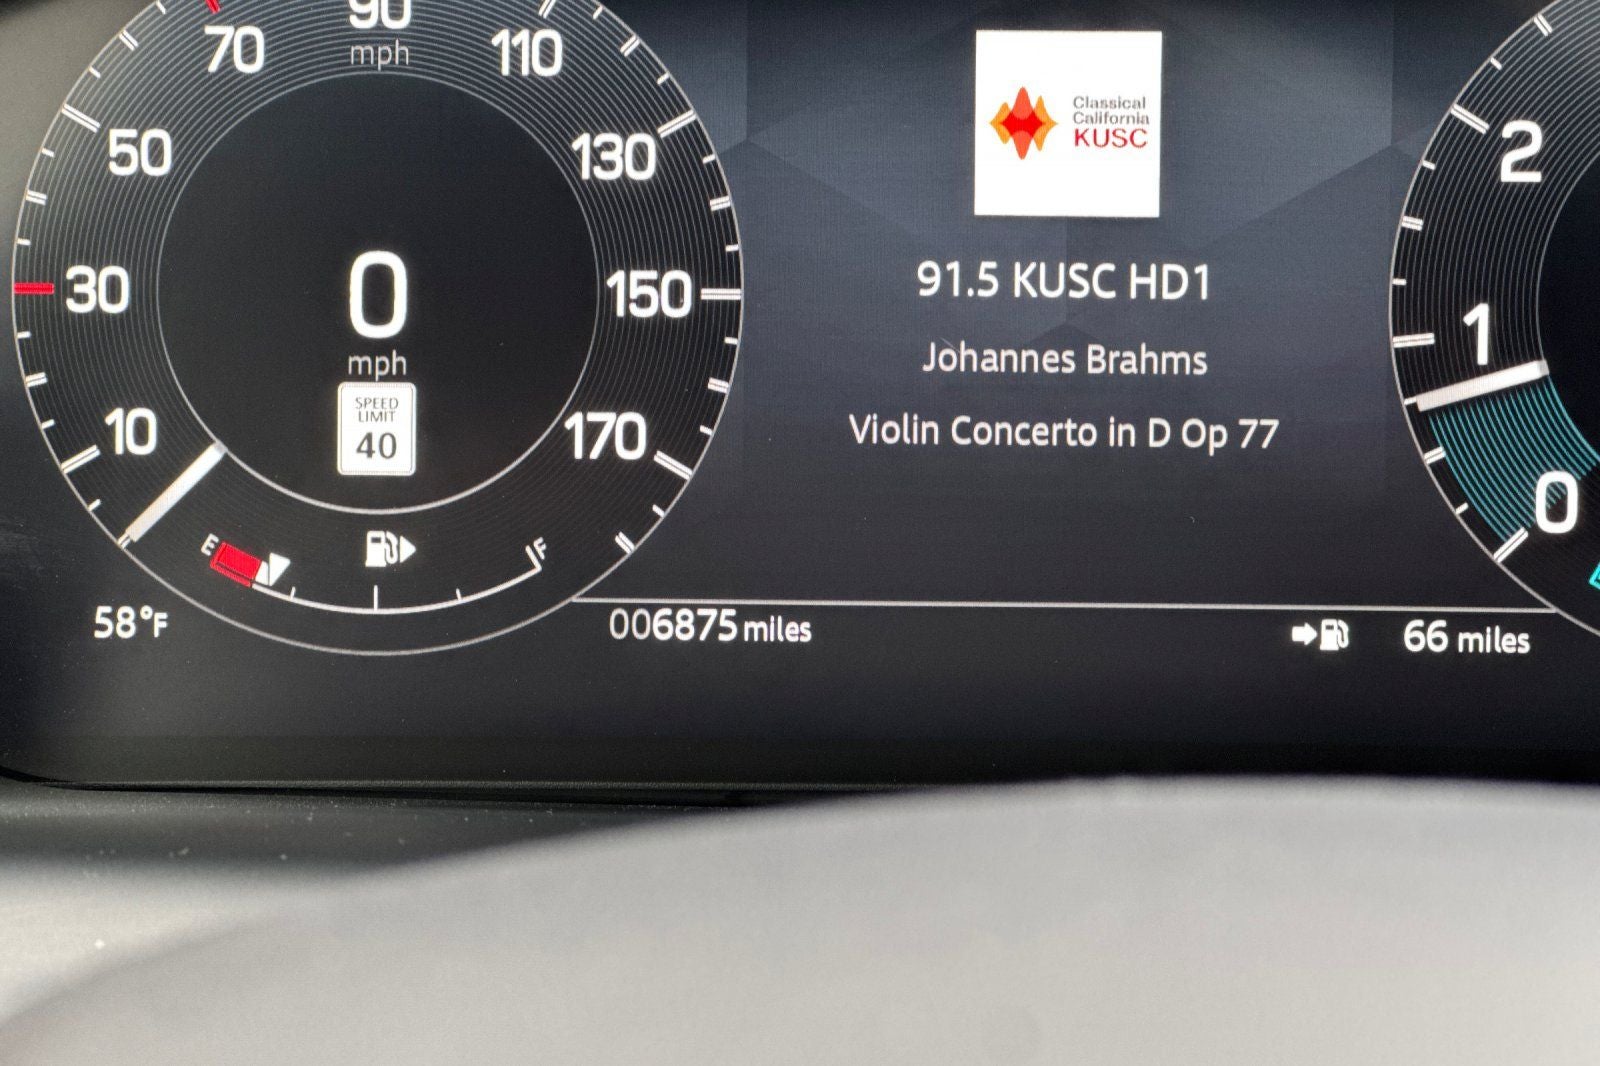 70
90
mph
110
50
130
30
150
10
170
0
mph
SPEED
LIMIT
40
E
F
58°F
Classical
California
KUSC
91.5 KUSC HD1
Johannes Brahms
Violin Concerto in D Op 77
006875 miles
66 miles
2
1
0